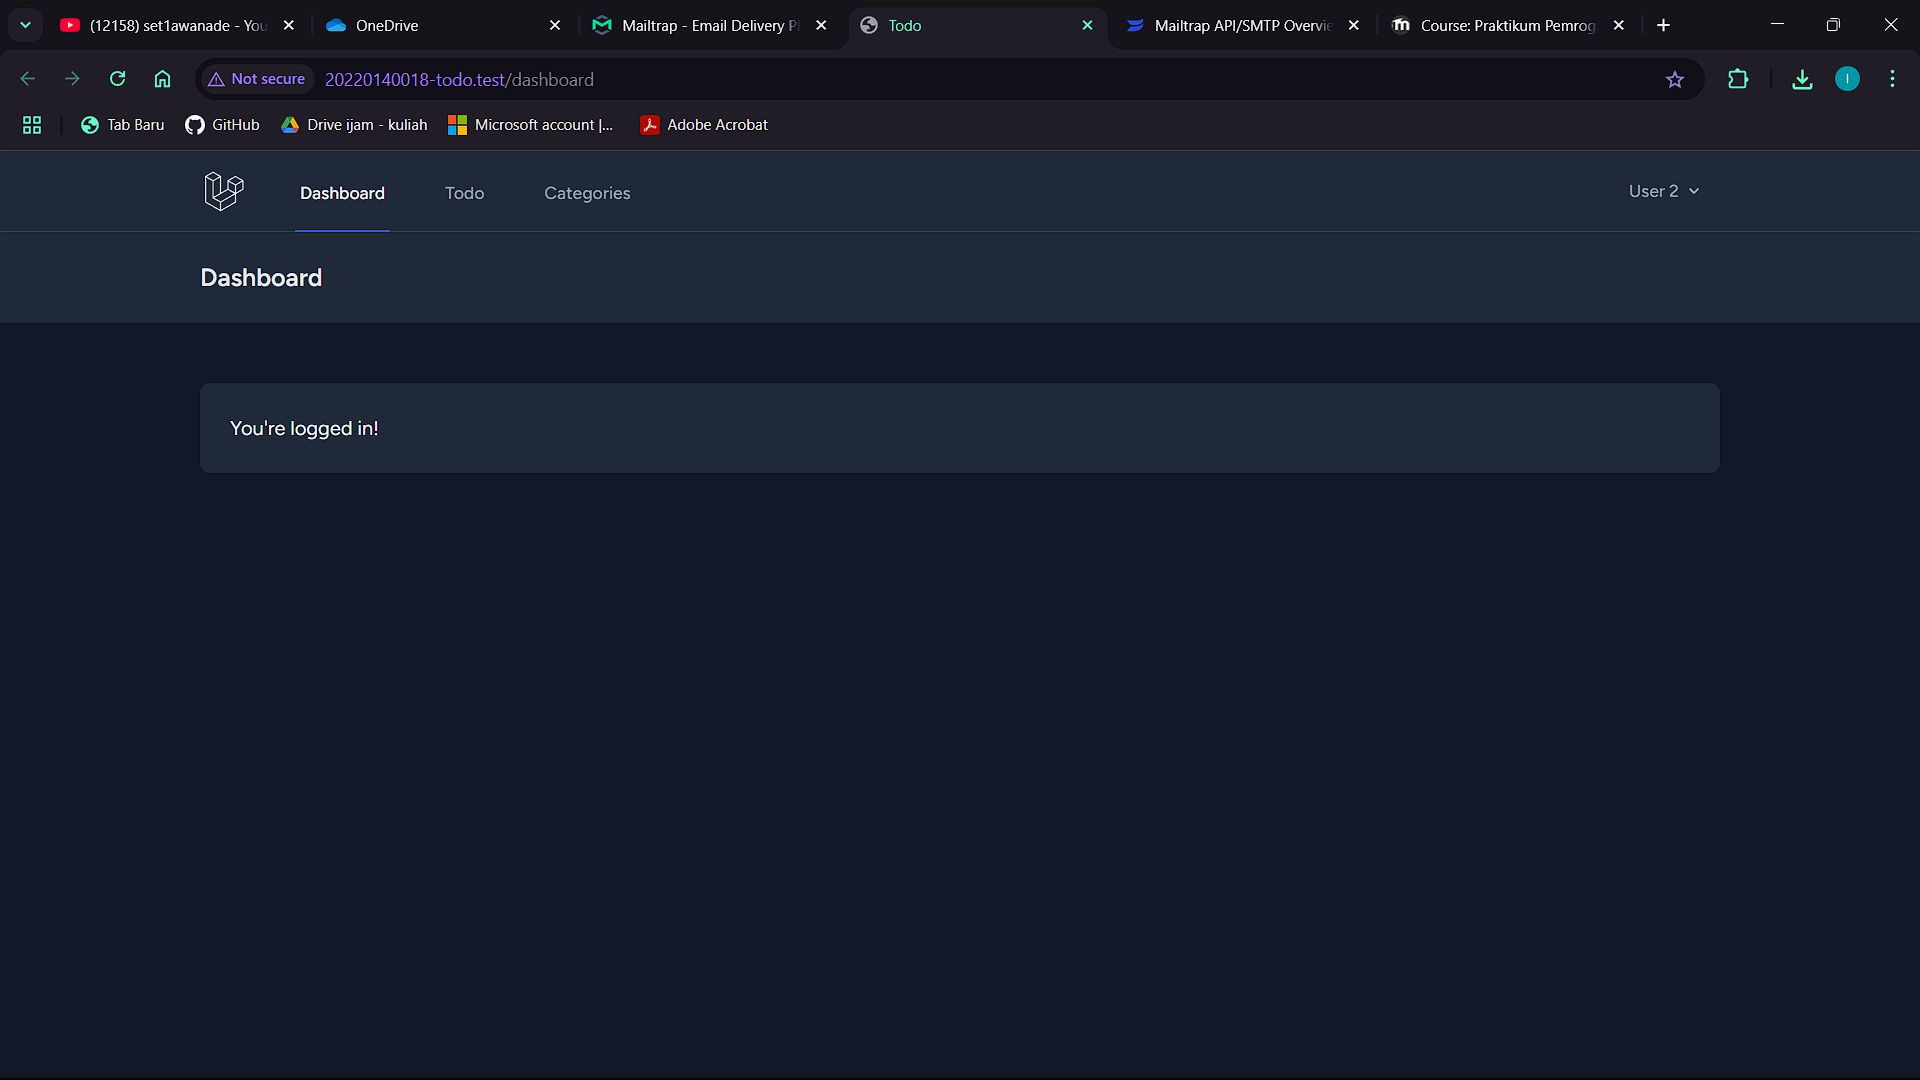 (12158) set1awanade - You
OneDrive
Mailtrap - Email Delivery Pl
Todo
Mailtrap API/SMTP Overvie
Course: Praktikum Pemrog
Not secure
20220140018-todo.test/dashboard
I
Tab Baru
GitHub
Drive ijam - kuliah
Microsoft account |...
Adobe Acrobat
Dashboard
Todo
Categories
User 2
Dashboard
You're logged in!